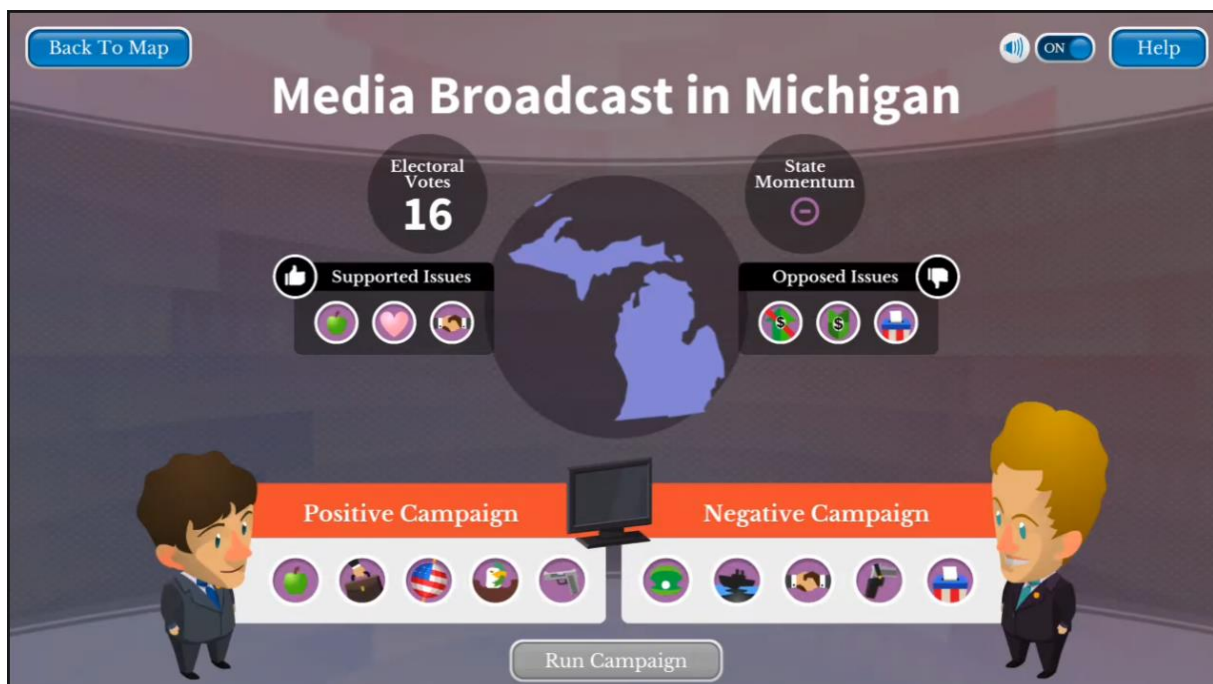 Back To Map
ON
Help
Media Broadcast in Michigan
Electoral
Votes
16
State
Momentum
Supported Issues
Opposed Issues
$
$
Positive Campaign
Negative Campaign
Run Campaign